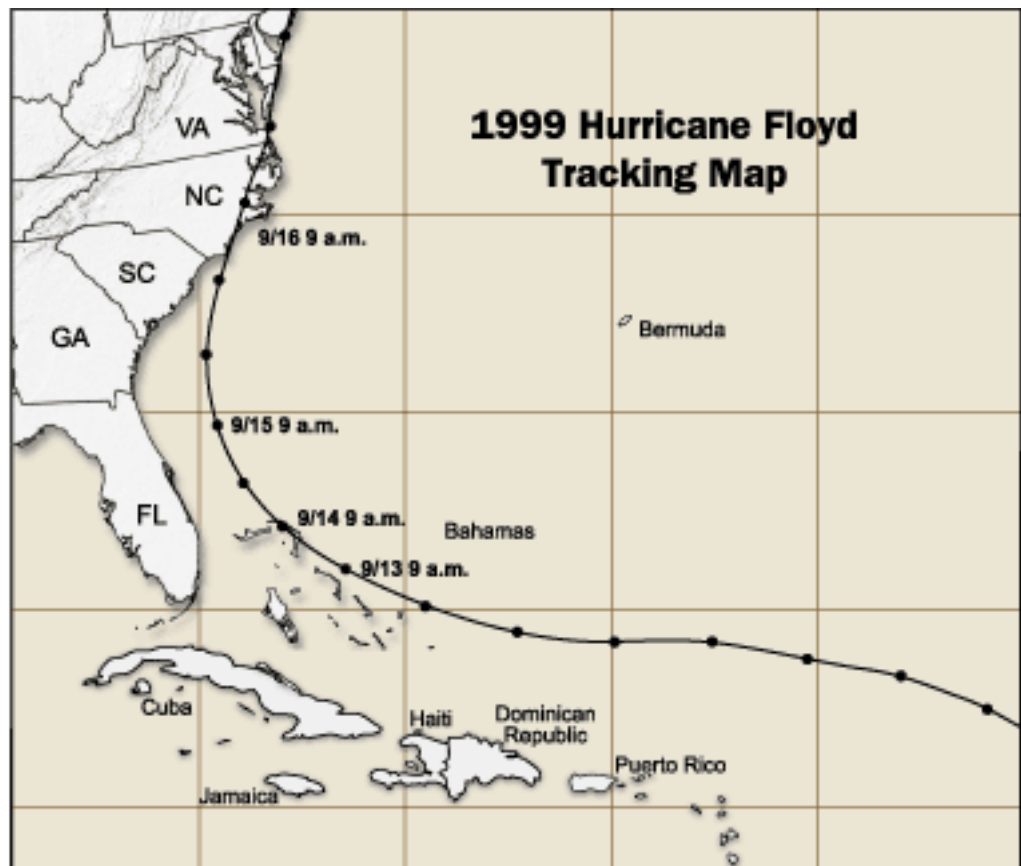 1999 Hurricane Floyd
Tracking Map
VA
NC
9/16 9 a.m.
SC
Bermuda
GA
9/15 9 a.m.
FL
9/14 9 a.m.
Bahamas
9/13 9 a.m.
Cuba
Haiti
Dominican
Republic
Puerto Rico
Jamaica